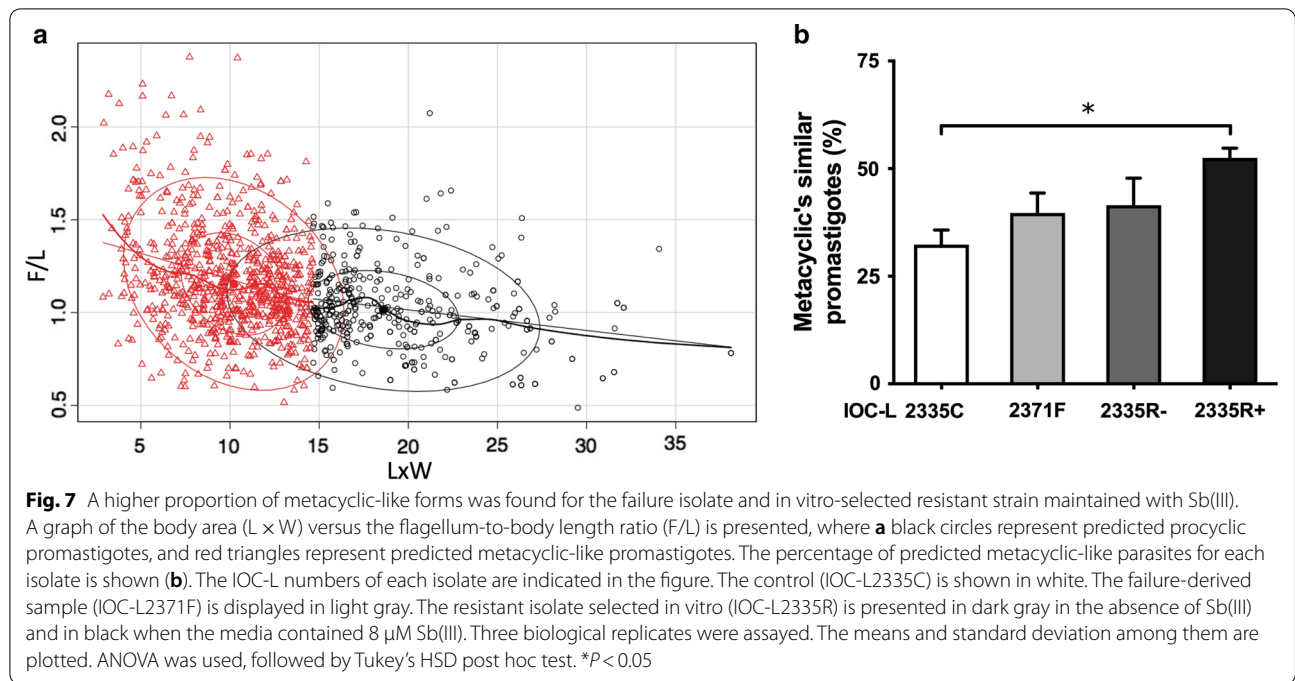 a
2.0
1.5
1.0
0.5
F/L
5
10
15
20
25
30
35
LxW
b
75
50
25
0
Metacyclic's similar
promastigotes (%)
*
IOC-L 2335C 2371F 2335R- 2335R+
Fig. 7 A higher proportion of metacyclic-like forms was found for the failure isolate and in vitro-selected resistant strain maintained with Sb(III).
A graph of the body area (L × W) versus the flagellum-to-body length ratio (F/L) is presented, where a black circles represent predicted procyclic
promastigotes, and red triangles represent predicted metacyclic-like promastigotes. The percentage of predicted metacyclic-like parasites for each
isolate is shown (b). The IOC-L numbers of each isolate are indicated in the figure. The control (IOC-L2335C) is shown in white. The failure-derived
sample (IOC-L2371F) is displayed in light gray. The resistant isolate selected in vitro (IOC-L2335R) is presented in dark gray in the absence of Sb(III)
and in black when the media contained 8 μM Sb(III). Three biological replicates were assayed. The means and standard deviation among them are
plotted. ANOVA was used, followed by Tukey's HSD post hoc test. *P < 0.05